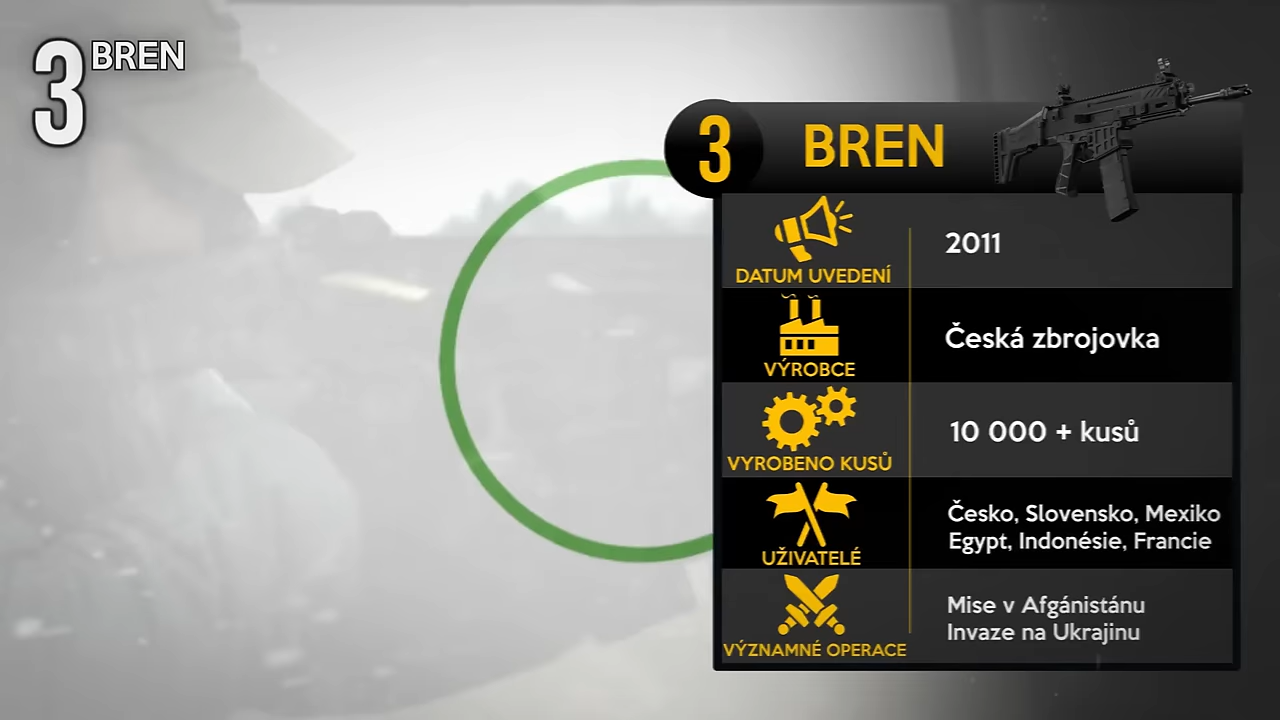 3 BREN
3 BREN
DATUM UVEDENÍ
2011
VÝROBCE
Česká zbrojovka
VYROBENO KUSŮ
10 000 + kusů
UŽIVATELÉ
Česko, Slovensko, Mexiko
Egypt, Indonésie, Francie
VÝZNAMNÉ OPERACE
Mise v Afgánistánu
Invaze na Ukrajinu